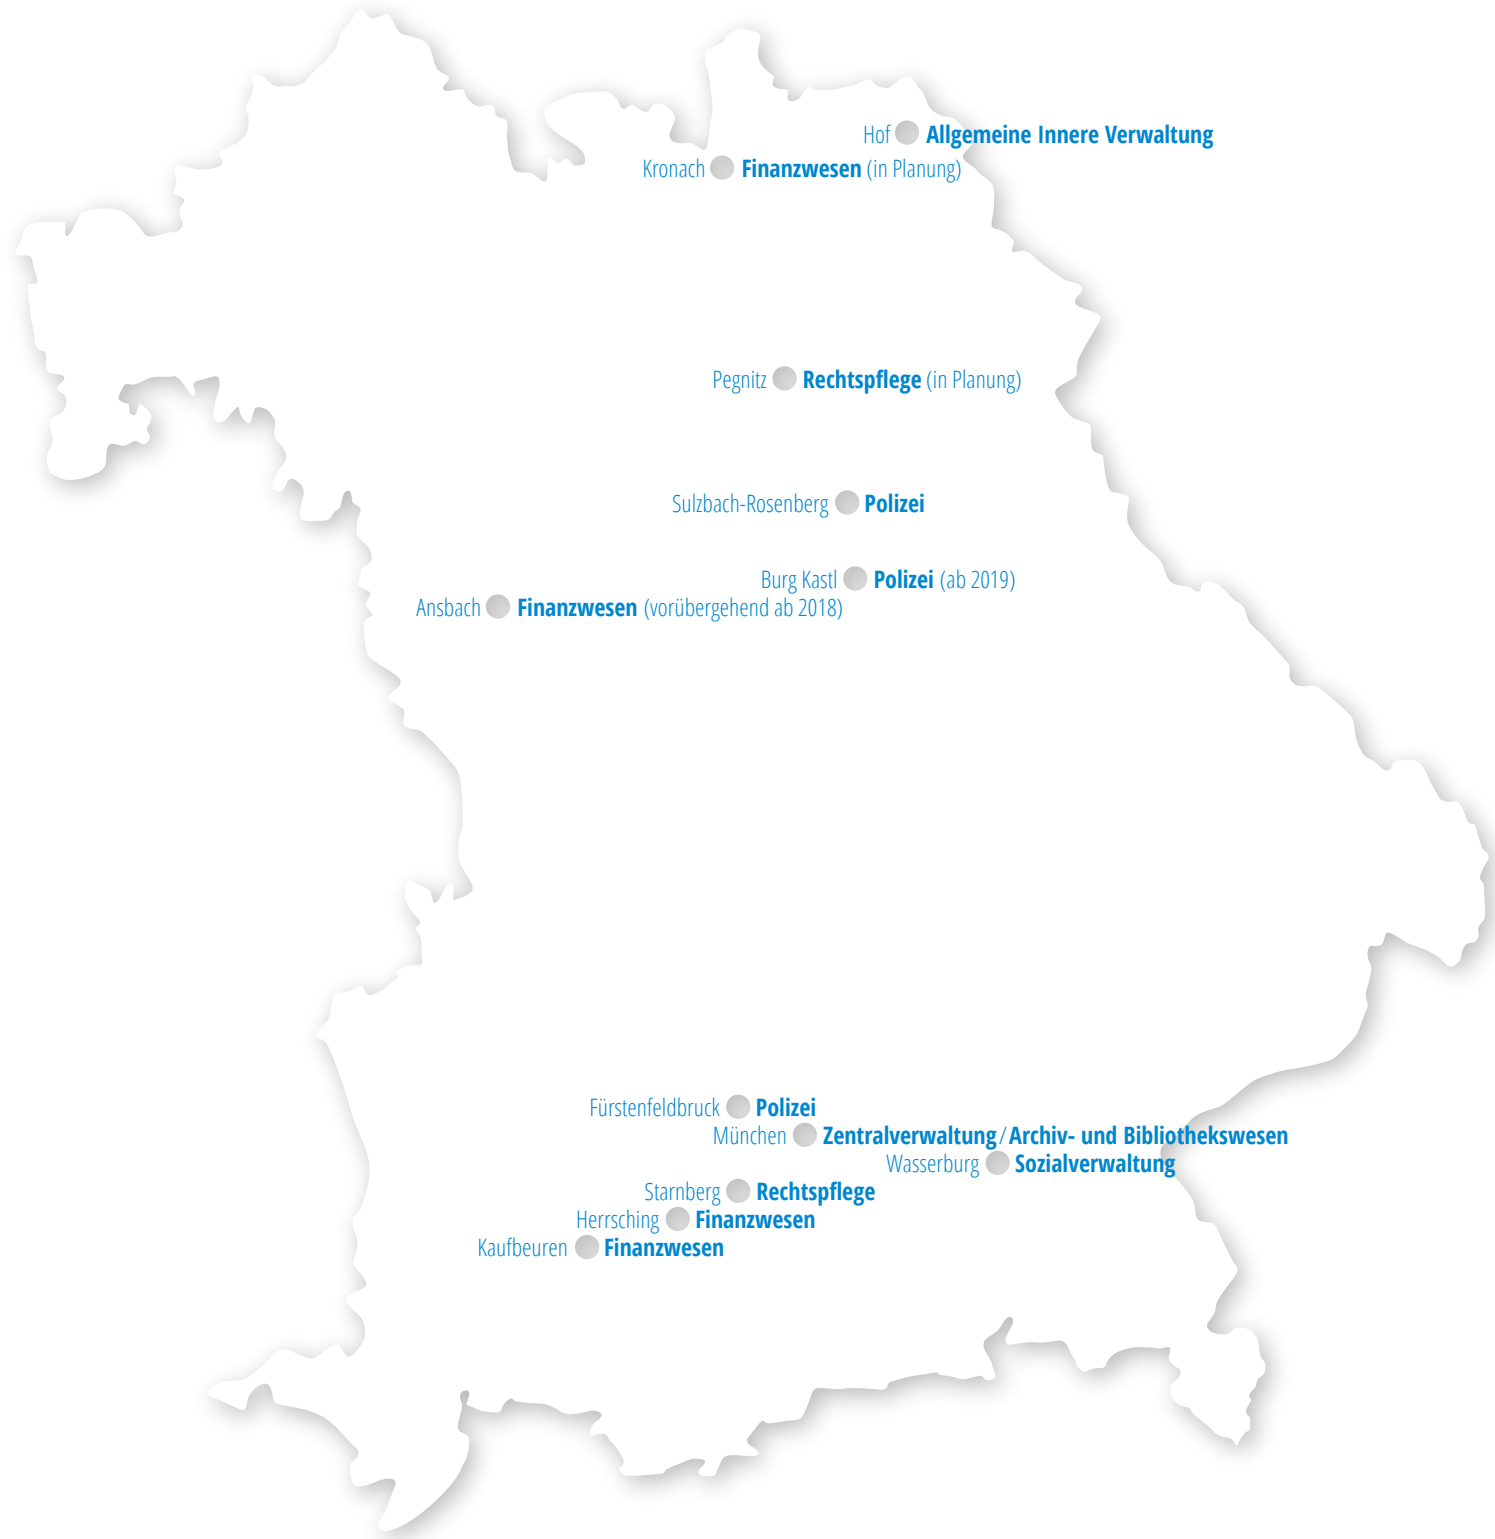 Hof Allgemeine Innere Verwaltung
Kronach Finanzwesen (in Planung)
Pegnitz Rechtspflege (in Planung)
Sulzbach-Rosenberg Polizei
Burg Kastl Polizei (ab 2019)
Ansbach Finanzwesen (vorübergehend ab 2018)
Fürstenfeldbruck Polizei
München Zentralverwaltung/Archiv- und Bibliothekswesen
Wasserburg Sozialverwaltung
Starnberg Rechtspflege
Herrsching Finanzwesen
Kaufbeuren Finanzwesen